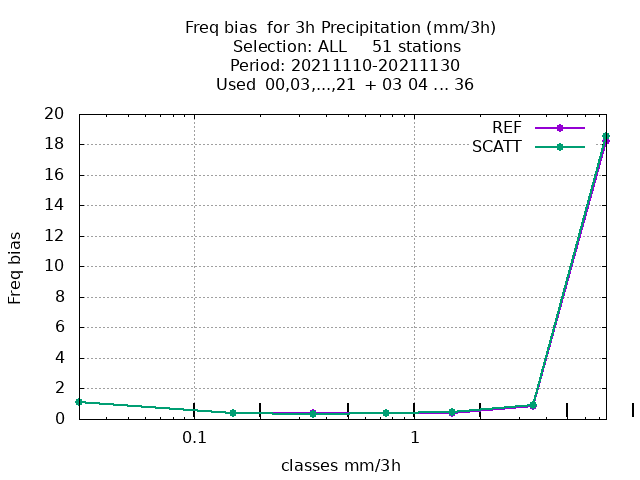 Freq bias  for 3h Precipitation (mm/3h)
Selection: ALL     51 stations
Period: 20211110-20211130
Used  00,03,...,21  + 03 04 ... 36
REF
SCATT
20
18
16
14
12
10
8
6
4
2
0
Freq bias
0.1
1
classes mm/3h